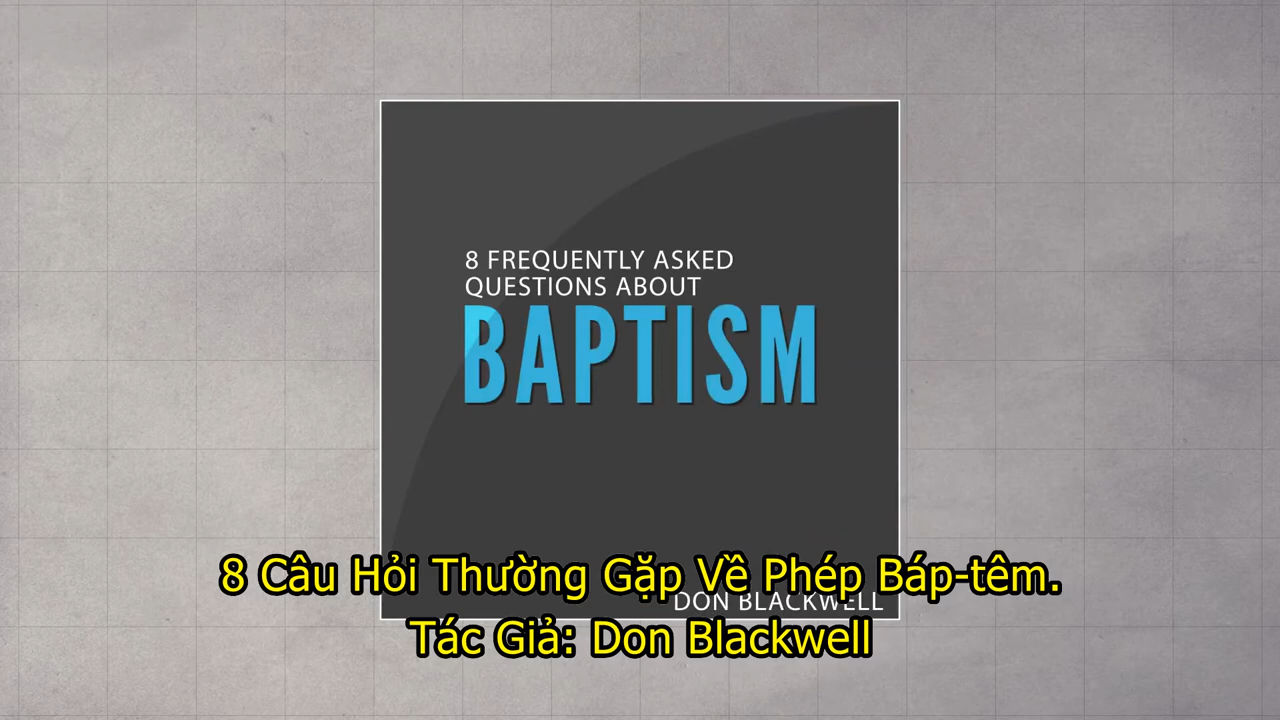 8 FREQUENTLY ASKED
QUESTIONS ABOUT
BAPTISM
8 Câu Hỏi Thường Gặp Về Phép Báp-têm.
DON BLACKWELL
Tác Giả: Don Blackwell